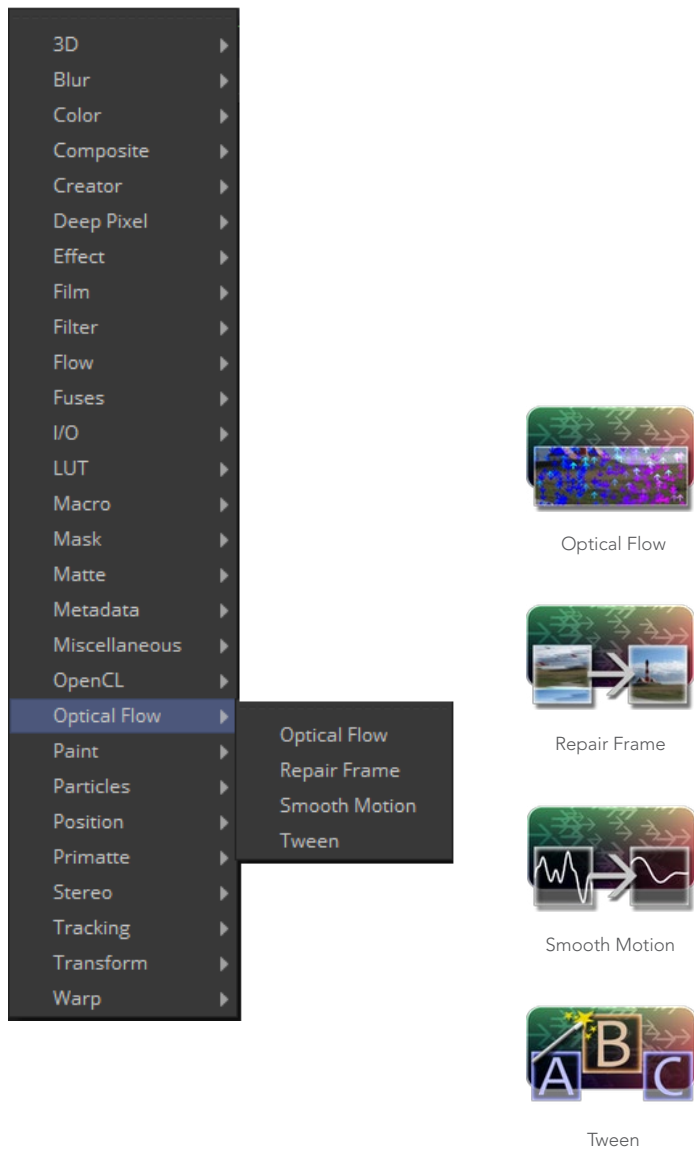 3D
Blur
Color
Composite
Creator
Deep Pixel
Effect
Film
Filter
Flow
Fuses
I/O
LUT
Macro
Mask
Matte
Metadata
Miscellaneous
OpenCL
Optical Flow
Paint
Particles
Position
Primatte
Stereo
Tracking
Transform
Warp
Optical Flow
Repair Frame
Smooth Motion
Tween
Optical Flow
Repair Frame
Smooth Motion
A B C
Tween